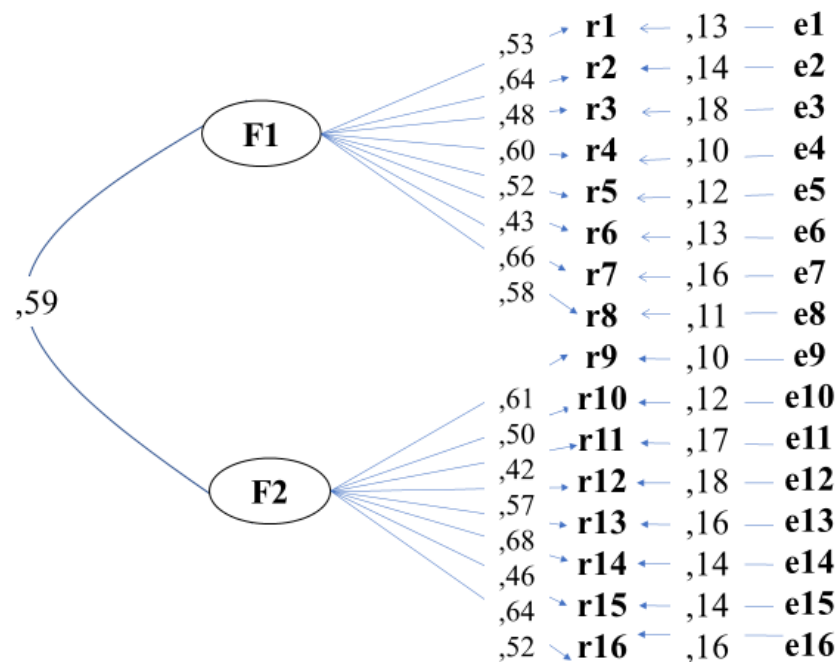 ,53 r1 ,13 e1
,64 r2 ,14 e2
F1 ,48 r3 ,18 e3
,60 r4 ,10 e4
,52 r5 ,12 e5
,43 r6 ,13 e6
,66 r7 ,16 e7
,59 ,58 r8 ,11 e8
r9 ,10 e9
,61 r10 ,12 e10
,50 r11 ,17 e11
F2 ,42 r12 ,18 e12
,57 r13 ,16 e13
,68 r14 ,14 e14
,46 r15 ,14 e15
,64 r16 ,16 e16
,52